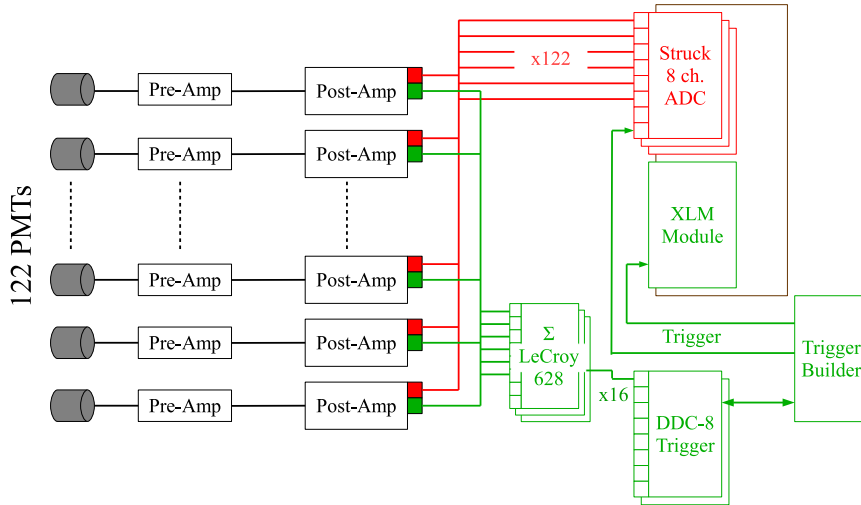 122 PMTs
Pre-Amp
Post-Amp
Pre-Amp
Post-Amp
Pre-Amp
Post-Amp
Pre-Amp
Post-Amp
Pre-Amp
Post-Amp
x122
Struck
8 ch.
ADC
XLM
Module
Σ
LeCroy
628
Trigger
Trigger
Builder
x16
DDC-8
Trigger